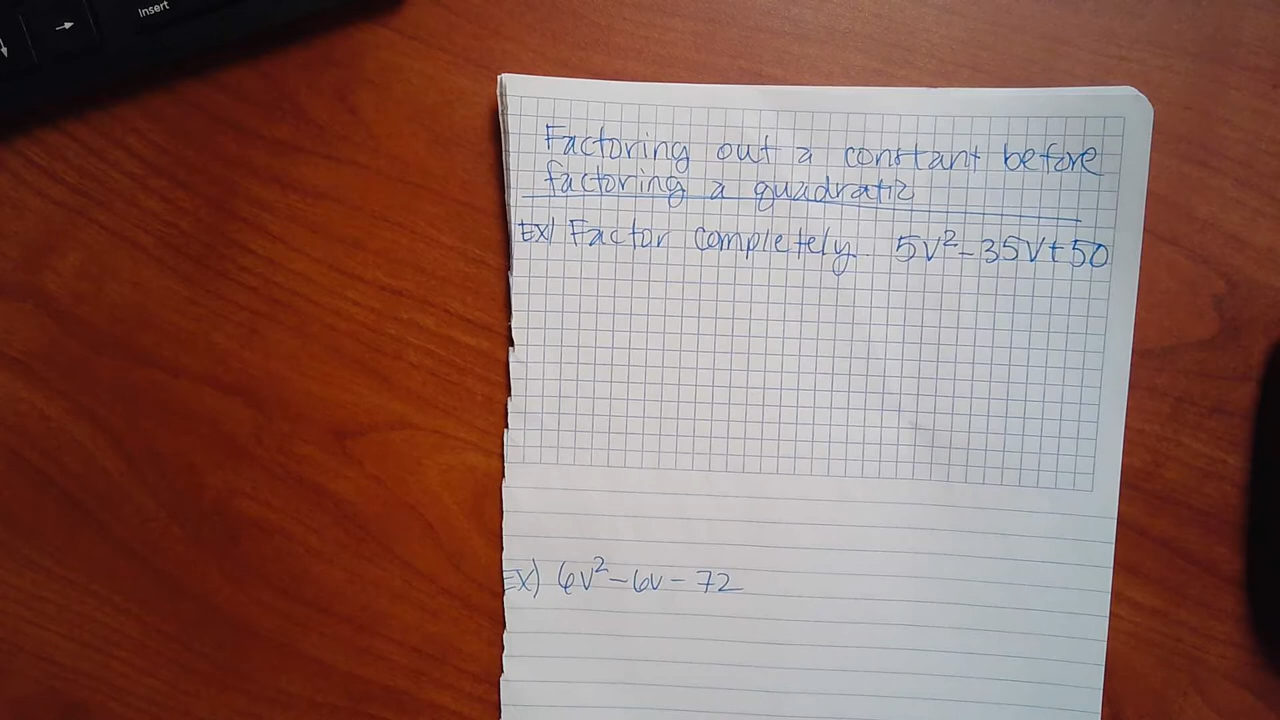 Insert
Factoring out a constant before
factoring a quadratic
Ex) Factor completely. 5v²-35v+50
Ex) 6v²-6v-72